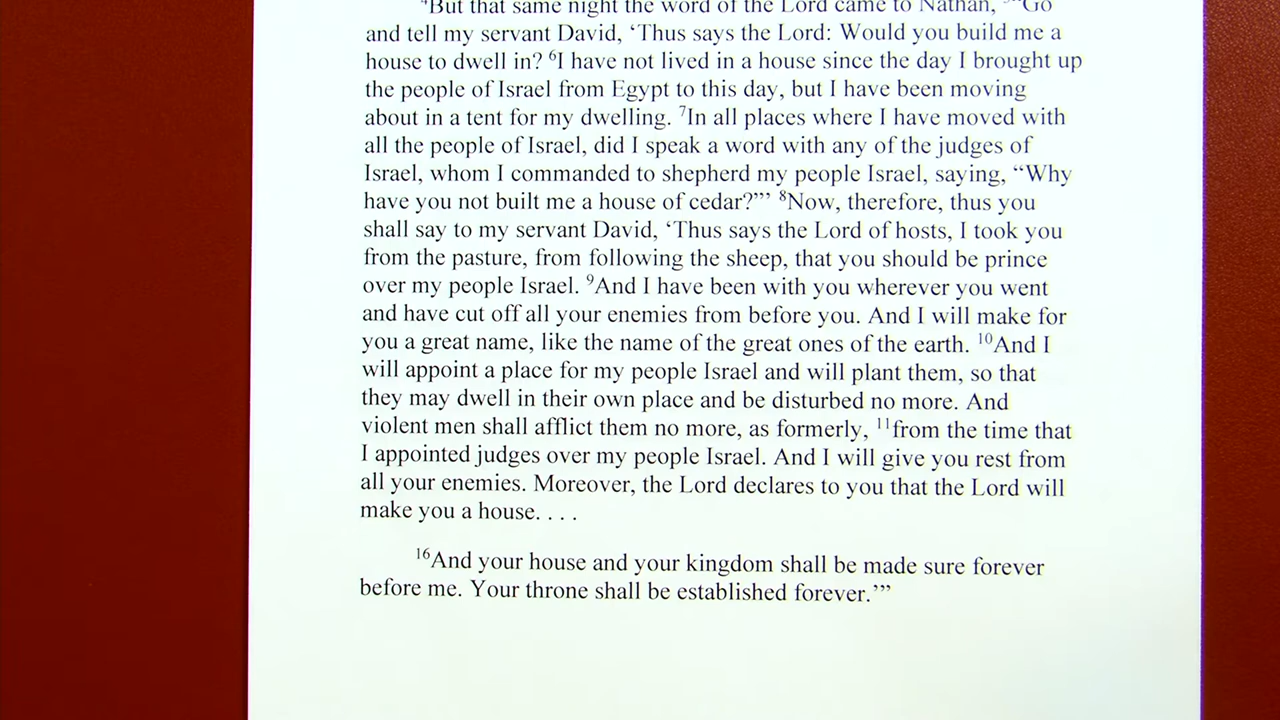 ⁴But that same night the word of the Lord came to Nathan, ⁵“Go
and tell my servant David, ‘Thus says the Lord: Would you build me a
house to dwell in? ⁶I have not lived in a house since the day I brought up
the people of Israel from Egypt to this day, but I have been moving
about in a tent for my dwelling. ⁷In all places where I have moved with
all the people of Israel, did I speak a word with any of the judges of
Israel, whom I commanded to shepherd my people Israel, saying, “Why
have you not built me a house of cedar?”’ ⁸Now, therefore, thus you
shall say to my servant David, ‘Thus says the Lord of hosts, I took you
from the pasture, from following the sheep, that you should be prince
over my people Israel. ⁹And I have been with you wherever you went
and have cut off all your enemies from before you. And I will make for
you a great name, like the name of the great ones of the earth. ¹⁰And I
will appoint a place for my people Israel and will plant them, so that
they may dwell in their own place and be disturbed no more. And
violent men shall afflict them no more, as formerly, ¹¹from the time that
I appointed judges over my people Israel. And I will give you rest from
all your enemies. Moreover, the Lord declares to you that the Lord will
make you a house. . . .
¹⁶And your house and your kingdom shall be made sure forever
before me. Your throne shall be established forever.’”